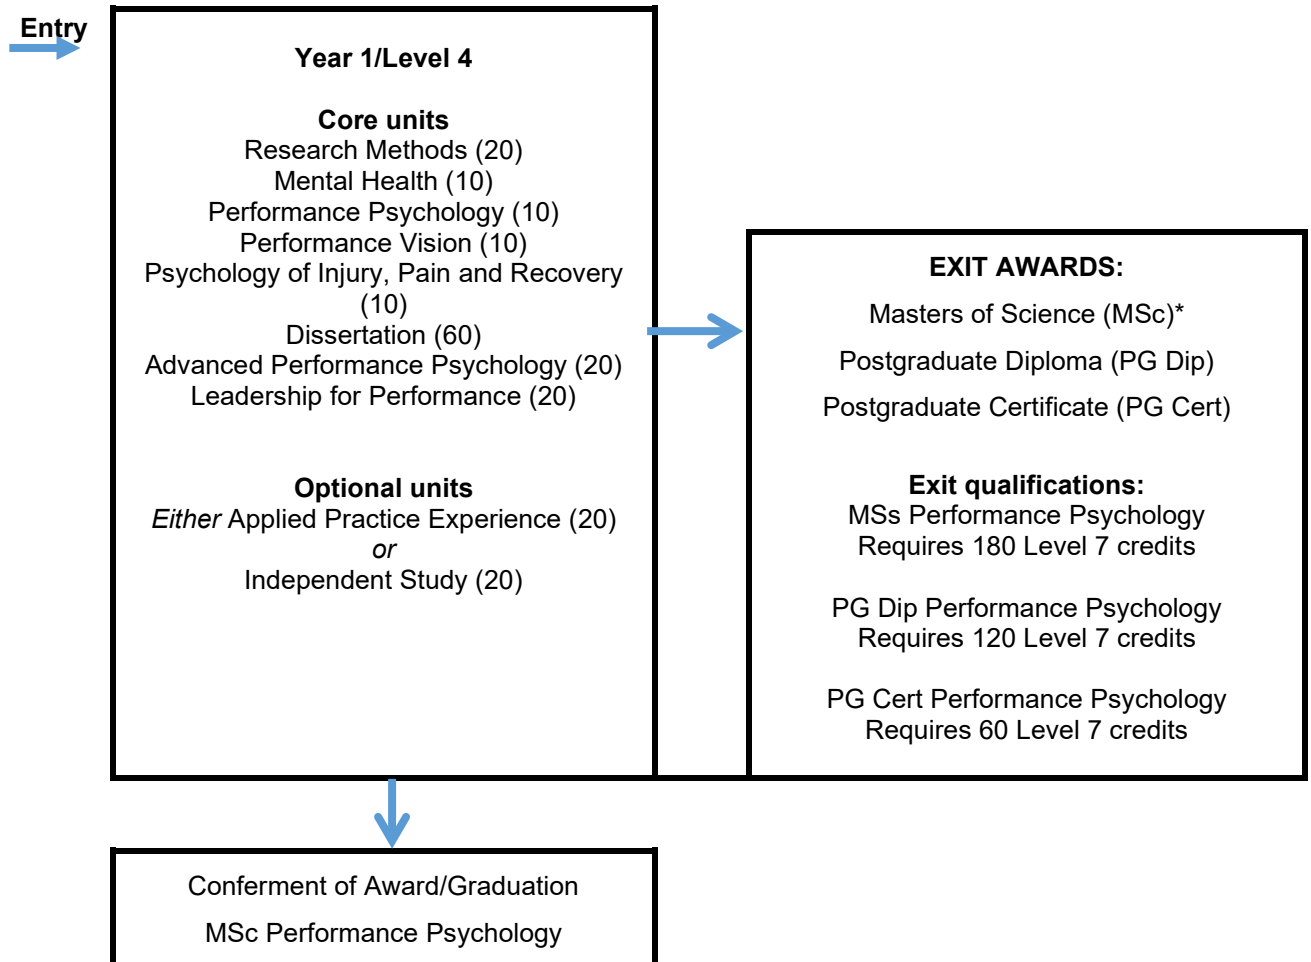 Entry
Year 1/Level 4
Core units
Research Methods (20)
Mental Health (10)
Performance Psychology (10)
Performance Vision (10)
Psychology of Injury, Pain and Recovery
(10)
Dissertation (60)
Advanced Performance Psychology (20)
Leadership for Performance (20)
Optional units
Either Applied Practice Experience (20)
or
Independent Study (20)
EXIT AWARDS:
Masters of Science (MSc)*
Postgraduate Diploma (PG Dip)
Postgraduate Certificate (PG Cert)
Exit qualifications:
MSs Performance Psychology
Requires 180 Level 7 credits
PG Dip Performance Psychology
Requires 120 Level 7 credits
PG Cert Performance Psychology
Requires 60 Level 7 credits
Conferment of Award/Graduation
MSc Performance Psychology